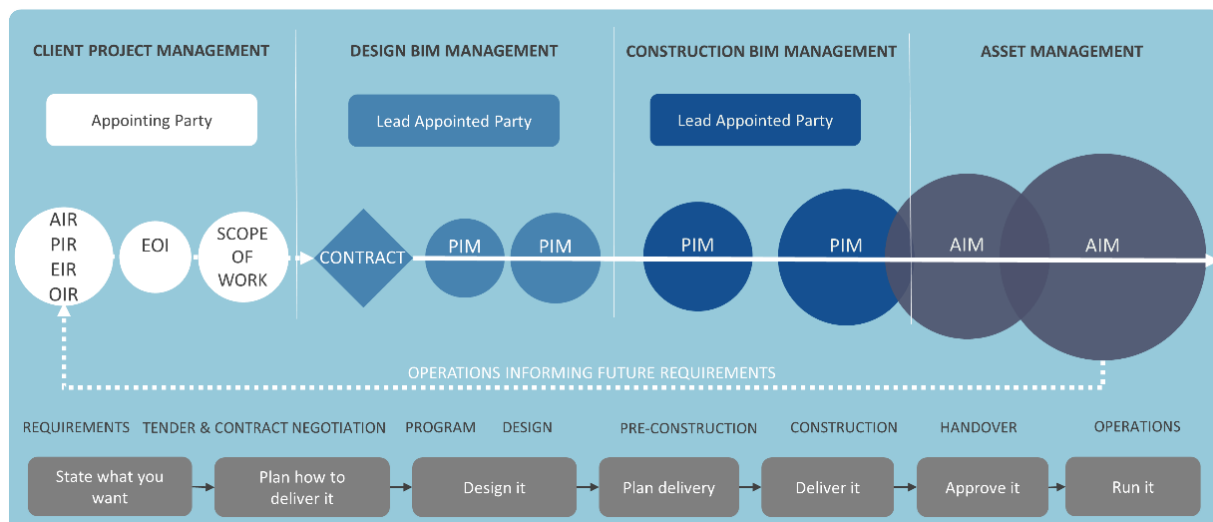 CLIENT PROJECT MANAGEMENT
DESIGN BIM MANAGEMENT
CONSTRUCTION BIM MANAGEMENT
ASSET MANAGEMENT
Appointing Party
Lead Appointed Party
Lead Appointed Party
AIR
PIR
EIR
OIR
EOI
SCOPE
OF
WORK
CONTRACT
PIM
PIM
PIM
PIM
AIM
AIM
OPERATIONS INFORMING FUTURE REQUIREMENTS
REQUIREMENTS
TENDER & CONTRACT NEGOTIATION
PROGRAM
DESIGN
PRE-CONSTRUCTION
CONSTRUCTION
HANDOVER
OPERATIONS
State what you
want
Plan how to
deliver it
Design it
Plan delivery
Deliver it
Approve it
Run it